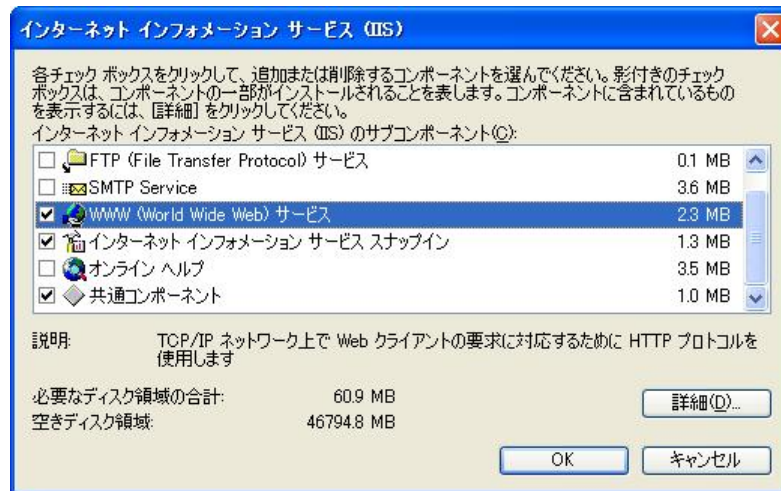 インターネット インフォメーション サービス (IIS)
各チェック ボックスをクリックして、追加または削除するコンポーネントを選んでください。影付きのチェック
ボックスは、コンポーネントの一部がインストールされることを表します。コンポーネントに含まれているもの
を表示するには、[詳細] をクリックしてください。
インターネット インフォメーション サービス (IIS) のサブコンポーネント(C):
FTP (File Transfer Protocol) サービス 0.1 MB
SMTP Service 3.6 MB
WWW (World Wide Web) サービス 2.3 MB
インターネット インフォメーション サービス スナップイン 1.3 MB
オンライン ヘルプ 3.5 MB
共通コンポーネント 1.0 MB
説明: TCP/IP ネットワーク上で Web クライアントの要求に対応するために HTTP プロトコルを
使用します
必要なディスク領域の合計: 60.9 MB
空きディスク領域: 46794.8 MB
詳細(D)...
OK キャンセル